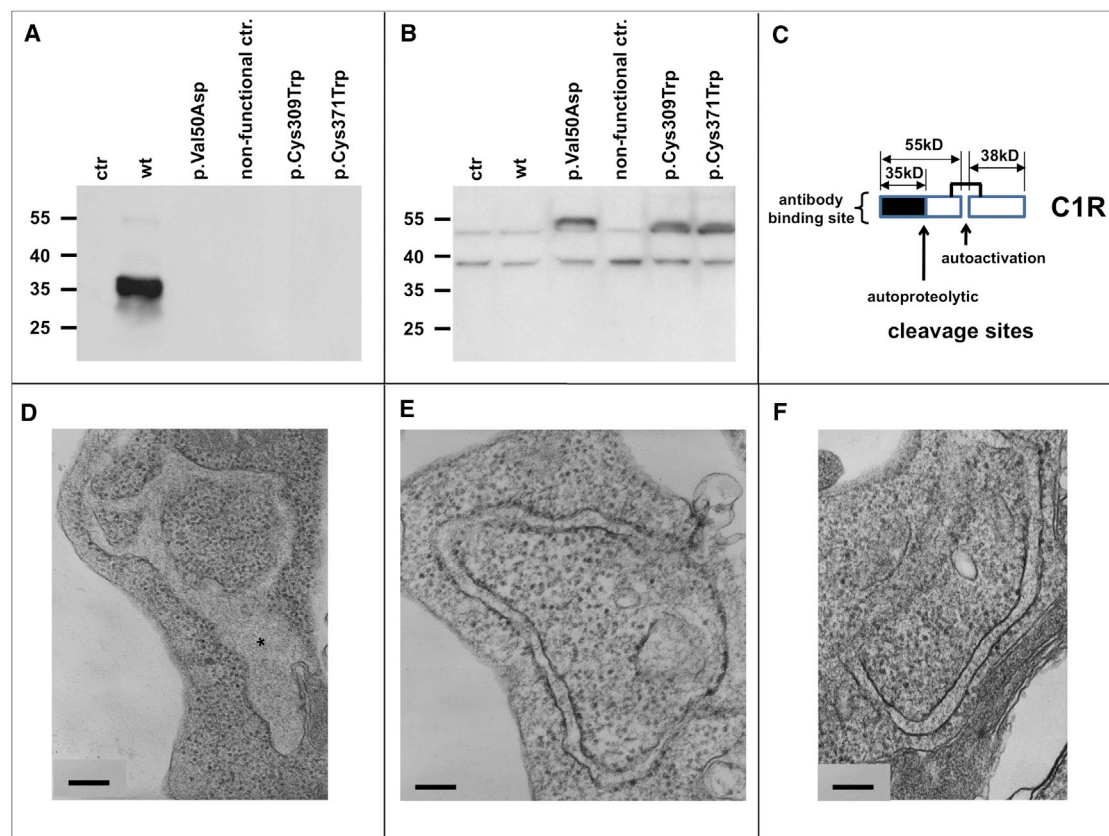 A
ctr
wt
p.Val50Asp
non-functional ctr.
p.Cys309Trp
p.Cys371Trp
55
40
35
25
B
ctr
wt
p.Val50Asp
non-functional ctr.
p.Cys309Trp
p.Cys371Trp
55
40
35
25
C
55kD
38kD
35kD
antibody
binding site
C1R
autoactivation
autoproteolytic
cleavage sites
D
*
E
F